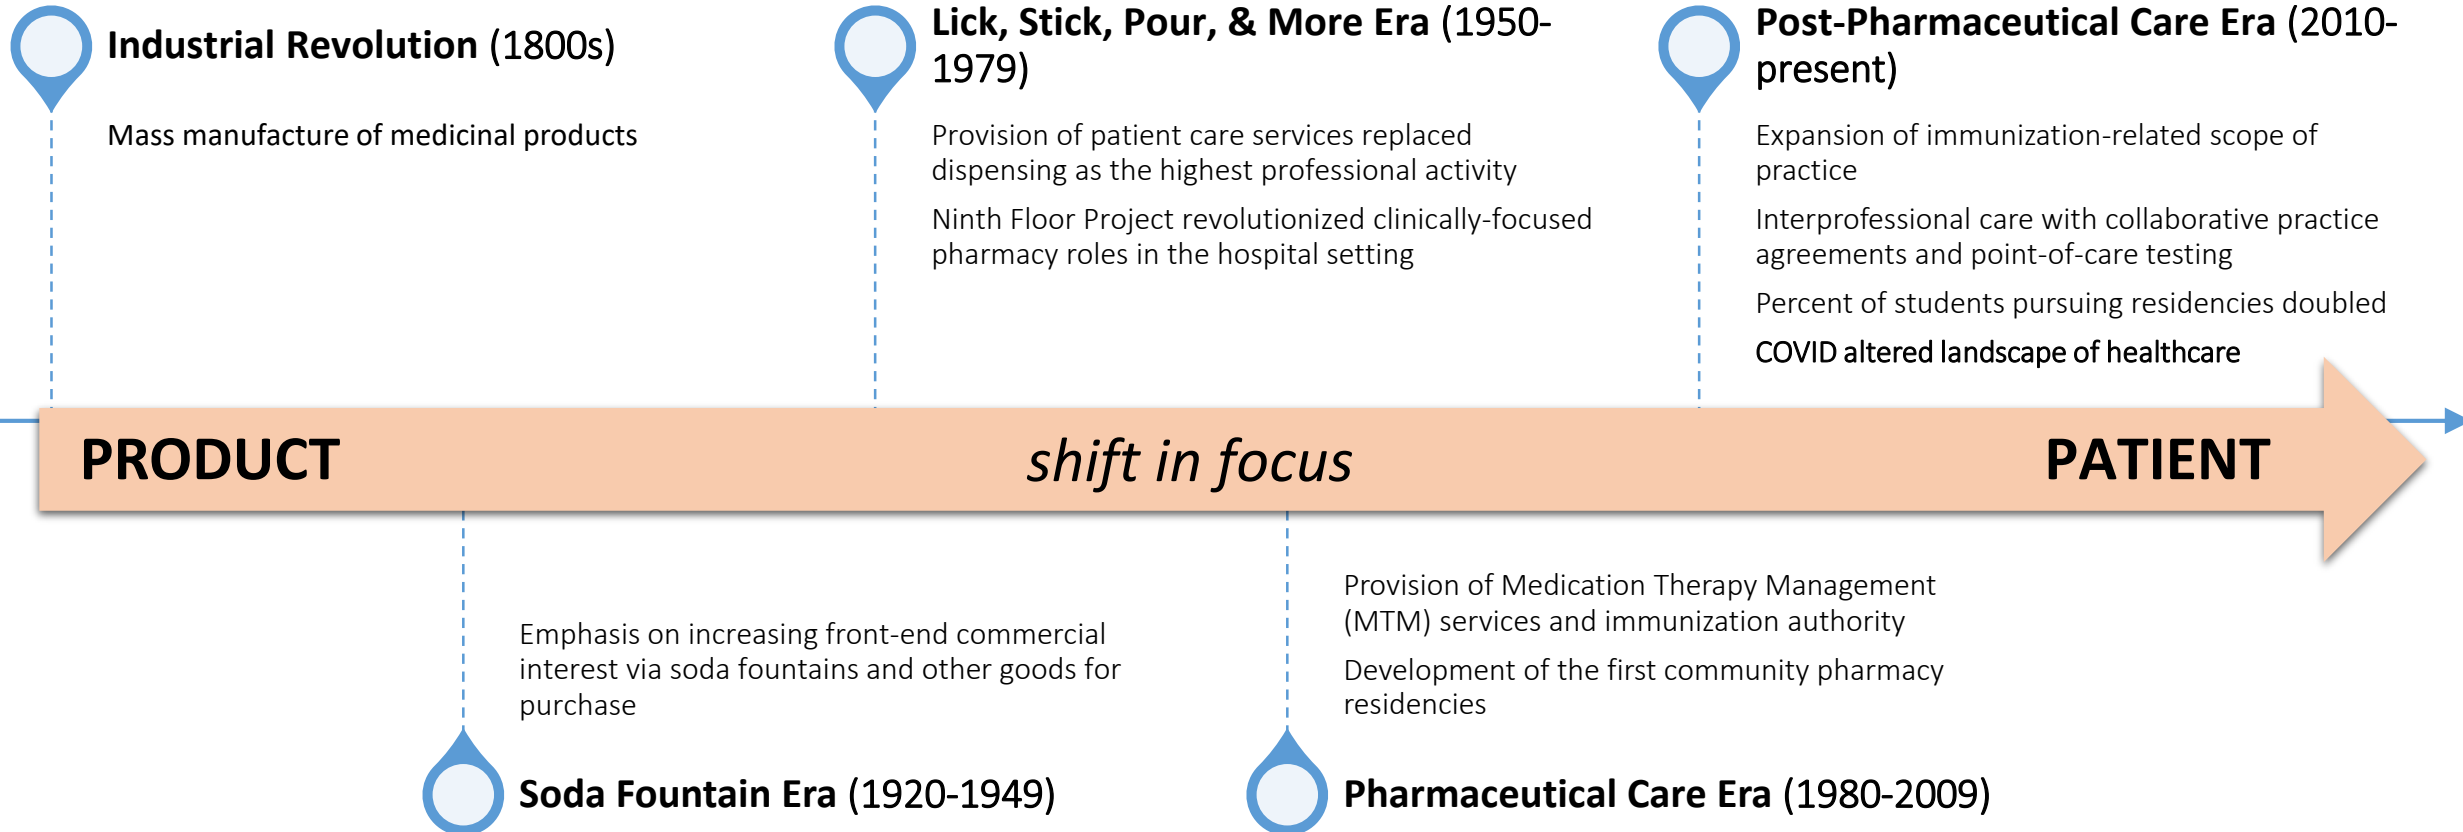 Industrial Revolution (1800s)
Mass manufacture of medicinal products
Lick, Stick, Pour, & More Era (1950-
1979)
Provision of patient care services replaced
dispensing as the highest professional activity
Ninth Floor Project revolutionized clinically-focused
pharmacy roles in the hospital setting
Post-Pharmaceutical Care Era (2010-
present)
Expansion of immunization-related scope of
practice
Interprofessional care with collaborative practice
agreements and point-of-care testing
Percent of students pursuing residencies doubled
COVID altered landscape of healthcare
PRODUCT shift in focus PATIENT
Emphasis on increasing front-end commercial
interest via soda fountains and other goods for
purchase
Soda Fountain Era (1920-1949)
Provision of Medication Therapy Management
(MTM) services and immunization authority
Development of the first community pharmacy
residencies
Pharmaceutical Care Era (1980-2009)